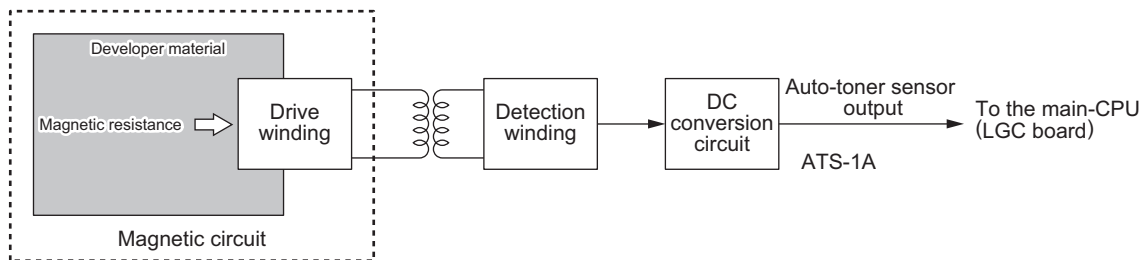 Developer material
Magnetic resistance
Drive
winding
Magnetic circuit
Detection
winding
DC
conversion
circuit
Auto-toner sensor
output
ATS-1A
To the main-CPU
(LGC board)